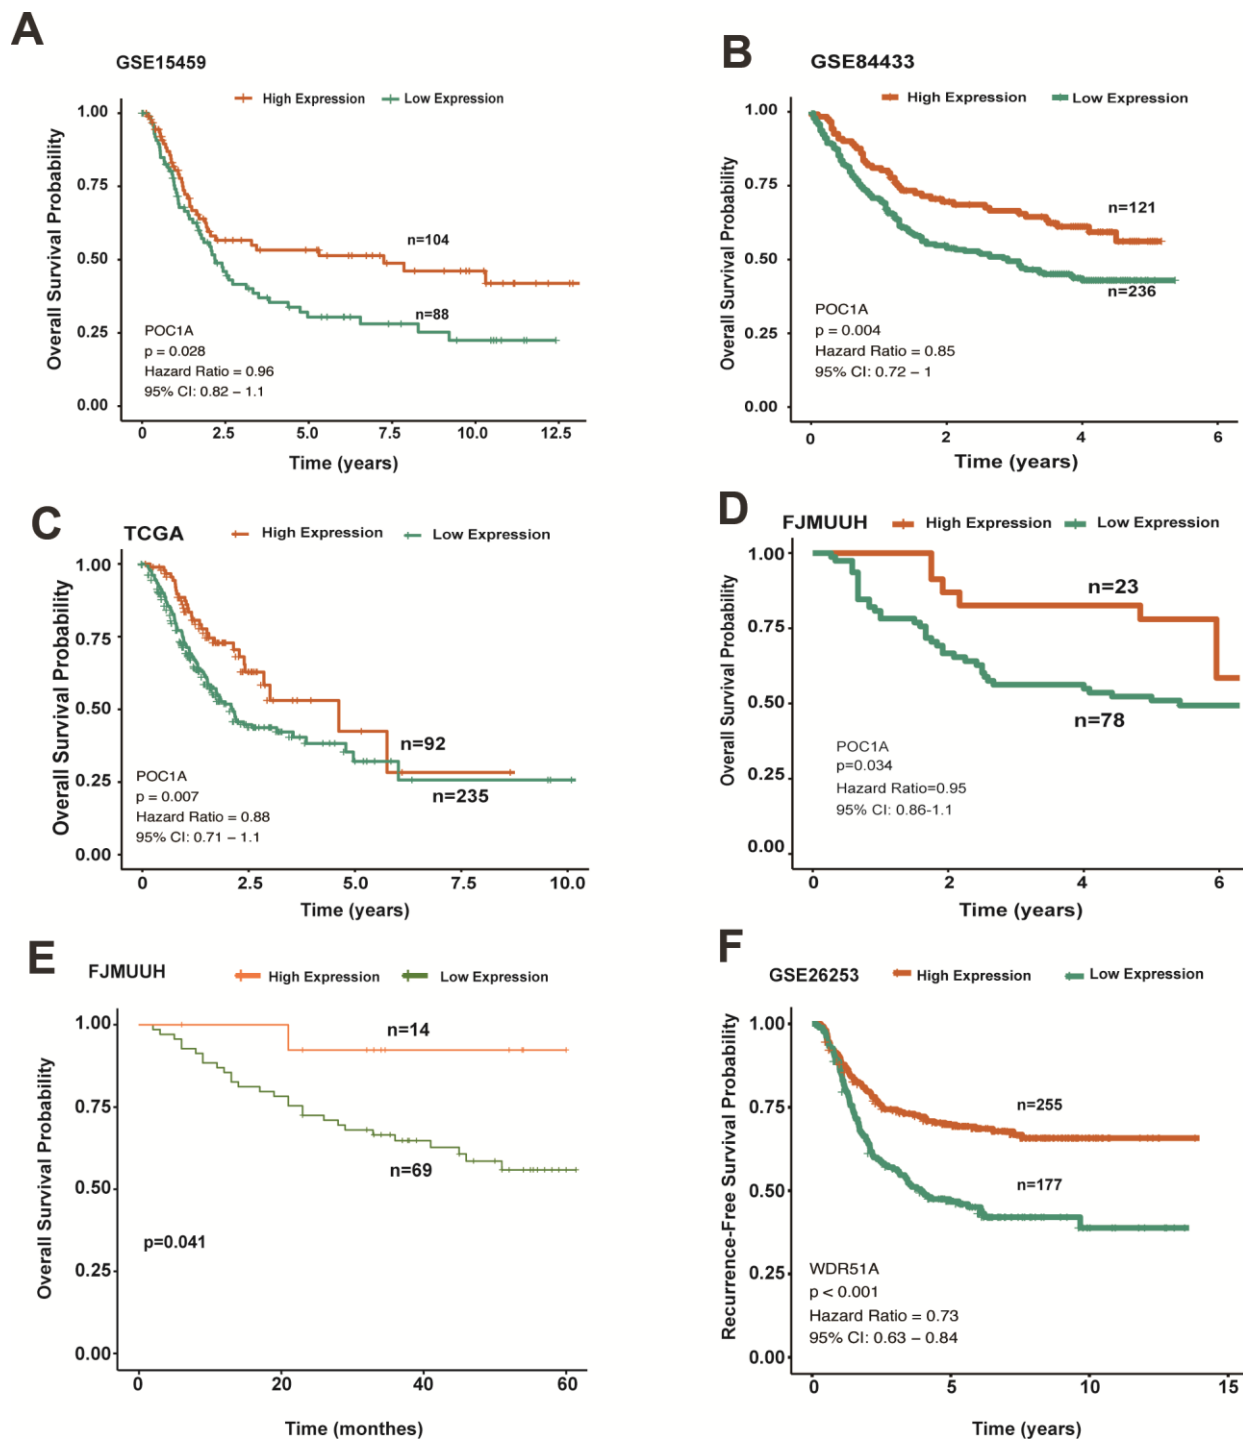 A
GSE15459
High Expression
Low Expression
Overall Survival Probability
1.00
0.75
0.50
0.25
0.00
n=104
n=88
POC1A
p = 0.028
Hazard Ratio = 0.96
95% CI: 0.82 – 1.1
0
2.5
5.0
7.5
10.0
12.5
Time (years)
B
GSE84433
High Expression
Low Expression
Overall Survival Probability
1.00
0.75
0.50
0.25
0.00
n=121
n=236
POC1A
p = 0.004
Hazard Ratio = 0.85
95% CI: 0.72 – 1
0
2
4
6
Time (years)
C
TCGA
High Expression
Low Expression
Overall Survival Probability
1.00
0.75
0.50
0.25
0.00
n=92
n=235
POC1A
p = 0.007
Hazard Ratio = 0.88
95% CI: 0.71 – 1.1
0
2.5
5.0
7.5
10.0
Time (years)
D
FJMUUH
High Expression
Low Expression
Overall Survival Probability
1.00
0.75
0.50
0.25
0.00
n=23
n=78
POC1A
p=0.034
Hazard Ratio=0.95
95% CI: 0.86-1.1
0
2
4
6
Time (years)
E
FJMUUH
High Expression
Low Expression
Overall Survival Probability
1.00
0.75
0.50
0.25
0.00
n=14
n=69
p=0.041
0
20
40
60
Time (monthes)
F
GSE26253
High Expression
Low Expression
Recurrence-Free Survival Probability
1.00
0.75
0.50
0.25
0.00
n=255
n=177
WDR51A
p < 0.001
Hazard Ratio = 0.73
95% CI: 0.63 – 0.84
0
5
10
15
Time (years)